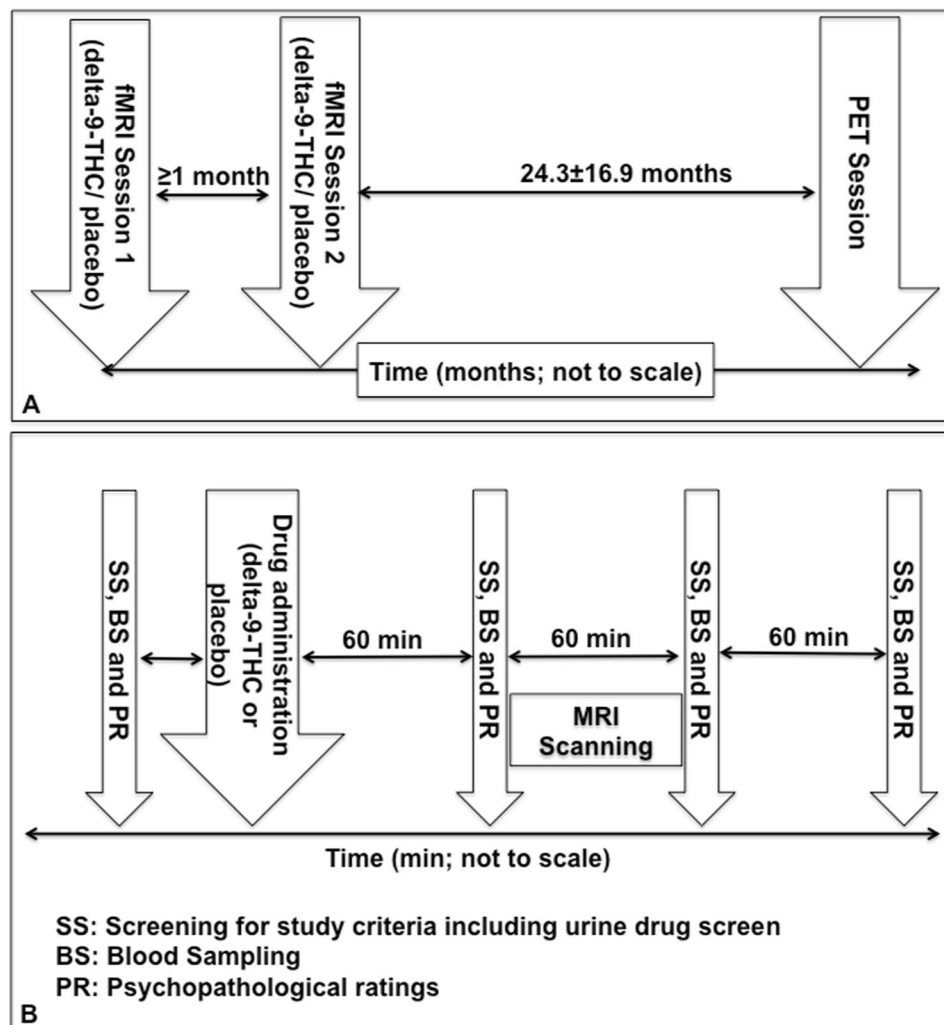 fMRI Session 1
(delta-9-THC/ placebo)
≥1 month
fMRI Session 2
(delta-9-THC/ placebo)
24.3±16.9 months
PET Session
Time (months; not to scale)
A
SS, BS and PR
Drug administration
(delta-9-THC or
placebo)
60 min
SS, BS and PR
60 min
MRI
Scanning
SS, BS and PR
60 min
SS, BS and PR
Time (min; not to scale)
SS: Screening for study criteria including urine drug screen
BS: Blood Sampling
PR: Psychopathological ratings
B